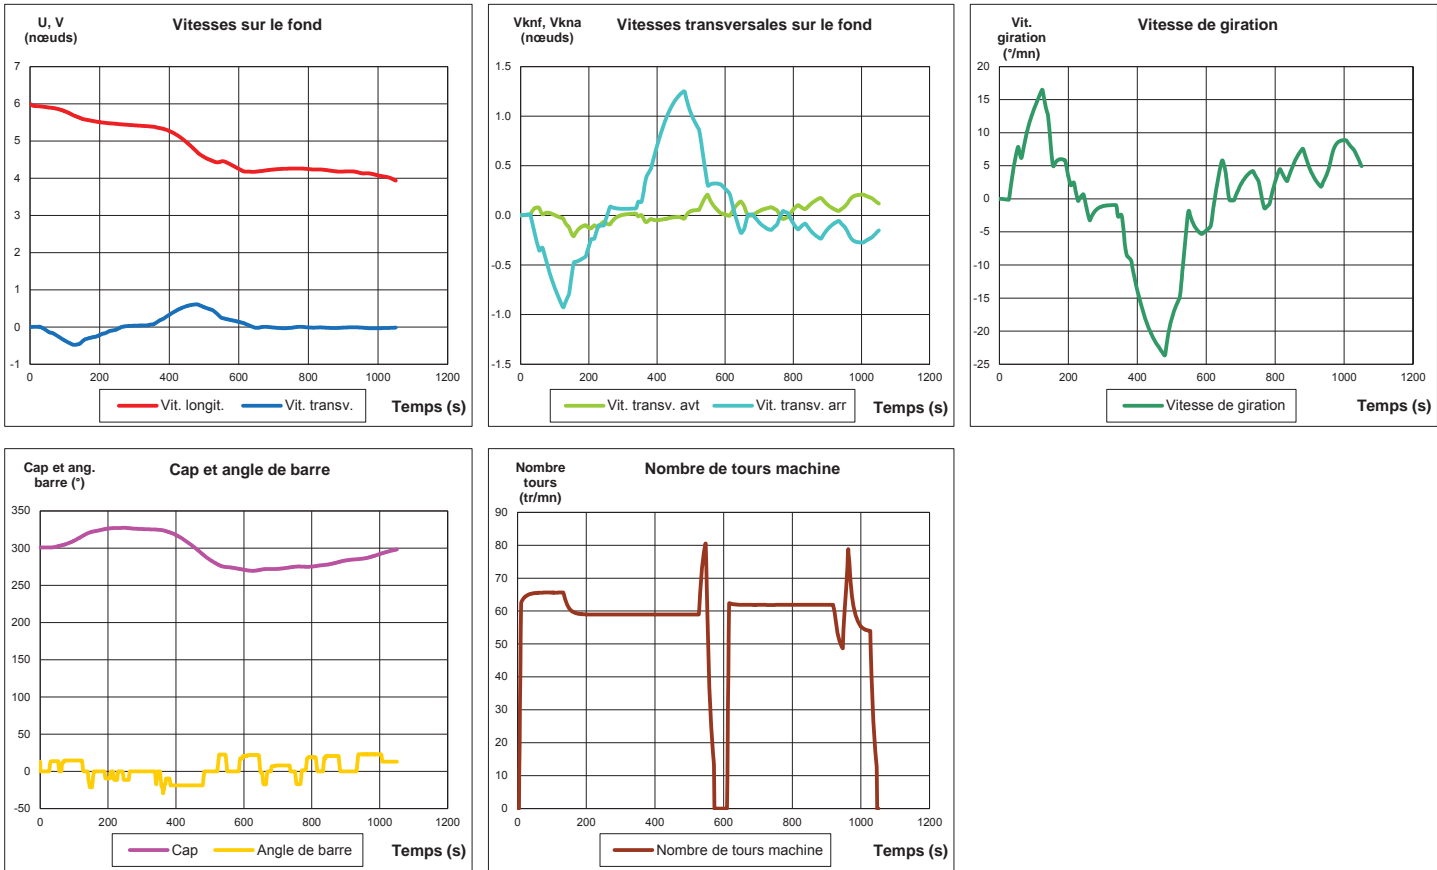 U, V
(nœuds)
Vitesses sur le fond
7
6
5
4
3
2
1
0
-1
0 200 400 600 800 1000 1200
Vit. longit. Vit. transv.
Temps (s)
Vknf, Vkna
(nœuds)
Vitesses transversales sur le fond
1.5
1.0
0.5
0.0
-0.5
-1.0
-1.5
0 200 400 600 800 1000 1200
Vit. transv. avt Vit. transv. arr
Temps (s)
Vit.
giration
(°/mn)
Vitesse de giration
20
15
10
5
0
-5
-10
-15
-20
-25
0 200 400 600 800 1000 1200
Vitesse de giration
Temps (s)
Cap et ang.
barre (°)
Cap et angle de barre
350
300
250
200
150
100
50
0
-50
0 200 400 600 800 1000 1200
Cap Angle de barre
Temps (s)
Nombre
tours
(tr/mn)
Nombre de tours machine
90
80
70
60
50
40
30
20
10
0
0 200 400 600 800 1000 1200
Nombre de tours machine
Temps (s)